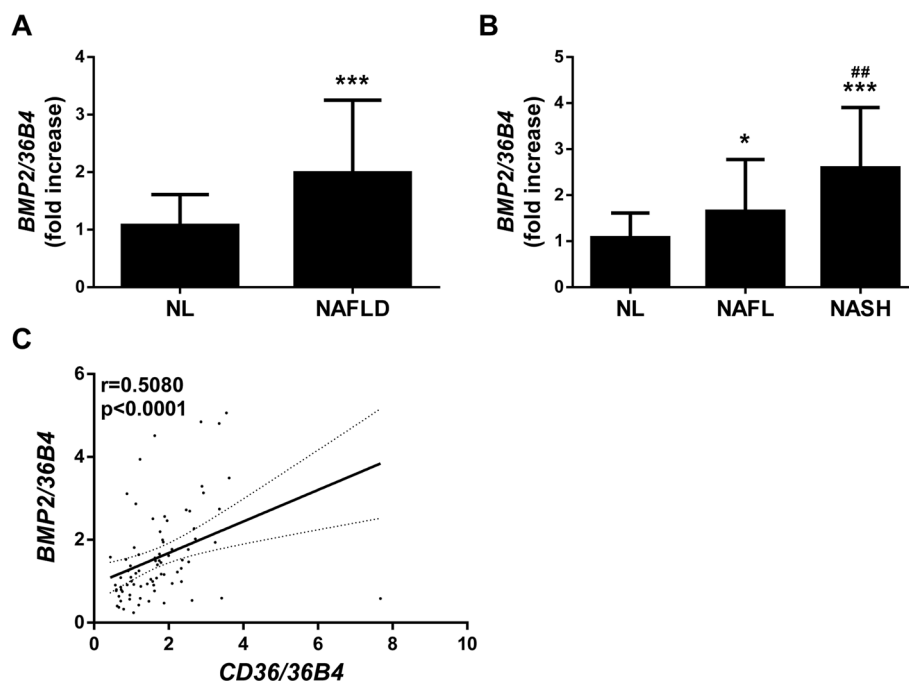 A
BMP2/36B4
(fold increase)
4
3
2
1
0
***
NL
NAFLD
B
BMP2/36B4
(fold increase)
5
4
3
2
1
0
*
##
***
NL
NAFL
NASH
C
BMP2/36B4
6
4
2
0
r=0.5080
p<0.0001
0
2
4
6
8
10
CD36/36B4